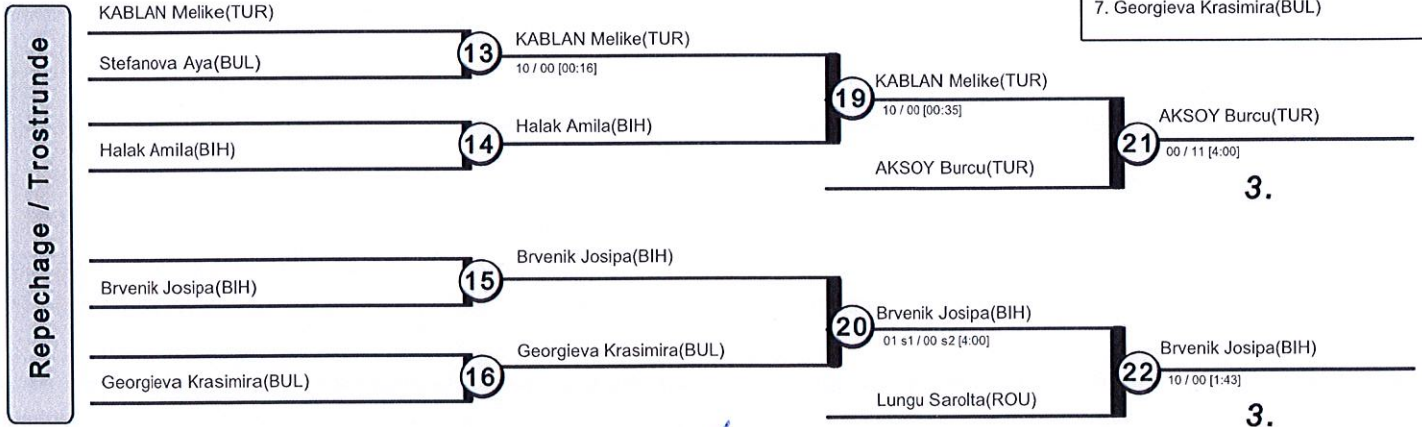 Repechage / Trostrunde
KABLAN Melike(TUR)
Stefanova Aya(BUL)
13
KABLAN Melike(TUR)
10 / 00 [00:16]
Halak Amila(BIH)
14
Halak Amila(BIH)
19
KABLAN Melike(TUR)
10 / 00 [00:35]
AKSOY Burcu(TUR)
21
AKSOY Burcu(TUR)
00 / 11 [4:00]
3.
7. Georgieva Krasimira(BUL)
Brvenik Josipa(BIH)
15
Brvenik Josipa(BIH)
Georgieva Krasimira(BUL)
16
Georgieva Krasimira(BUL)
20
Brvenik Josipa(BIH)
01 s1 / 00 s2 [4:00]
Lungu Sarolta(ROU)
22
Brvenik Josipa(BIH)
10 / 00 [1:43]
3.